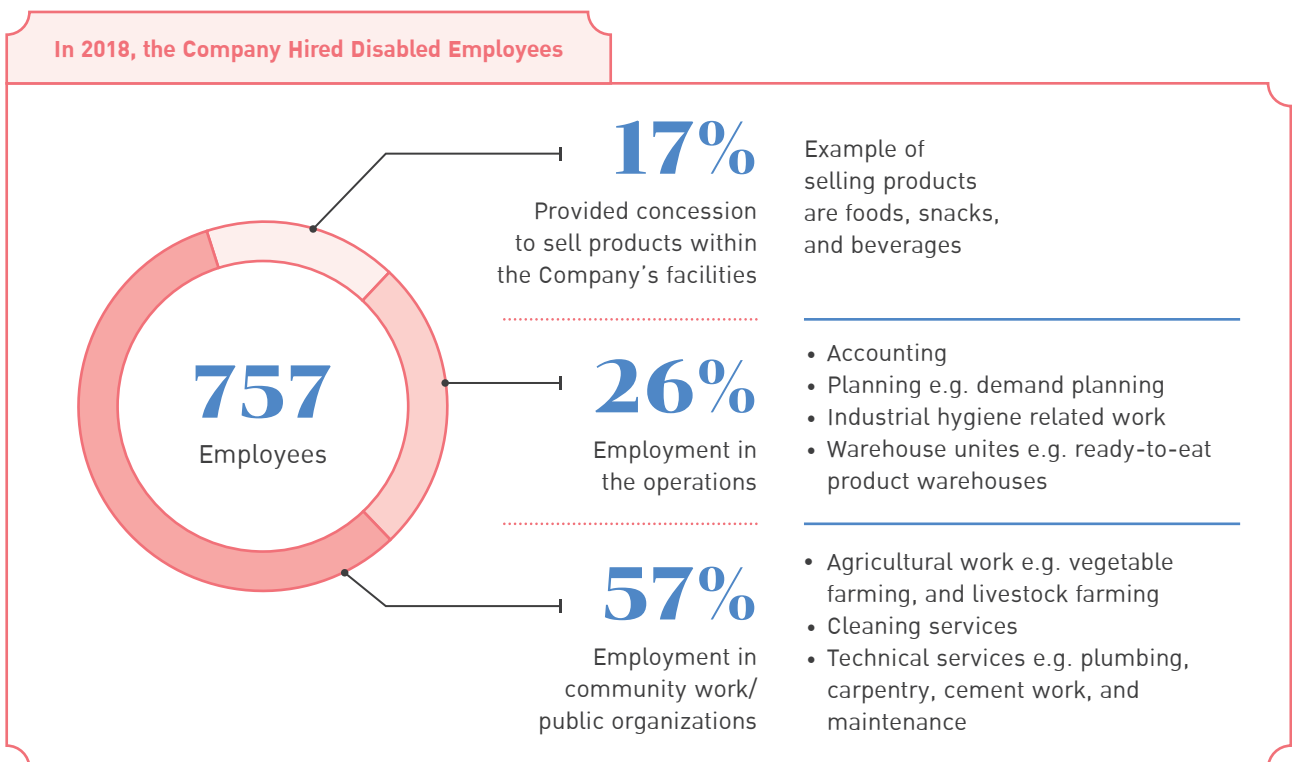 In 2018, the Company Hired Disabled Employees
757
Employees
17%
Provided concession
to sell products within
the Company's facilities
Example of
selling products
are foods, snacks,
and beverages
26%
Employment in
the operations
• Accounting
• Planning e.g. demand planning
• Industrial hygiene related work
• Warehouse unites e.g. ready-to-eat
product warehouses
57%
Employment in
community work/
public organizations
• Agricultural work e.g. vegetable
farming, and livestock farming
• Cleaning services
• Technical services e.g. plumbing,
carpentry, cement work, and
maintenance